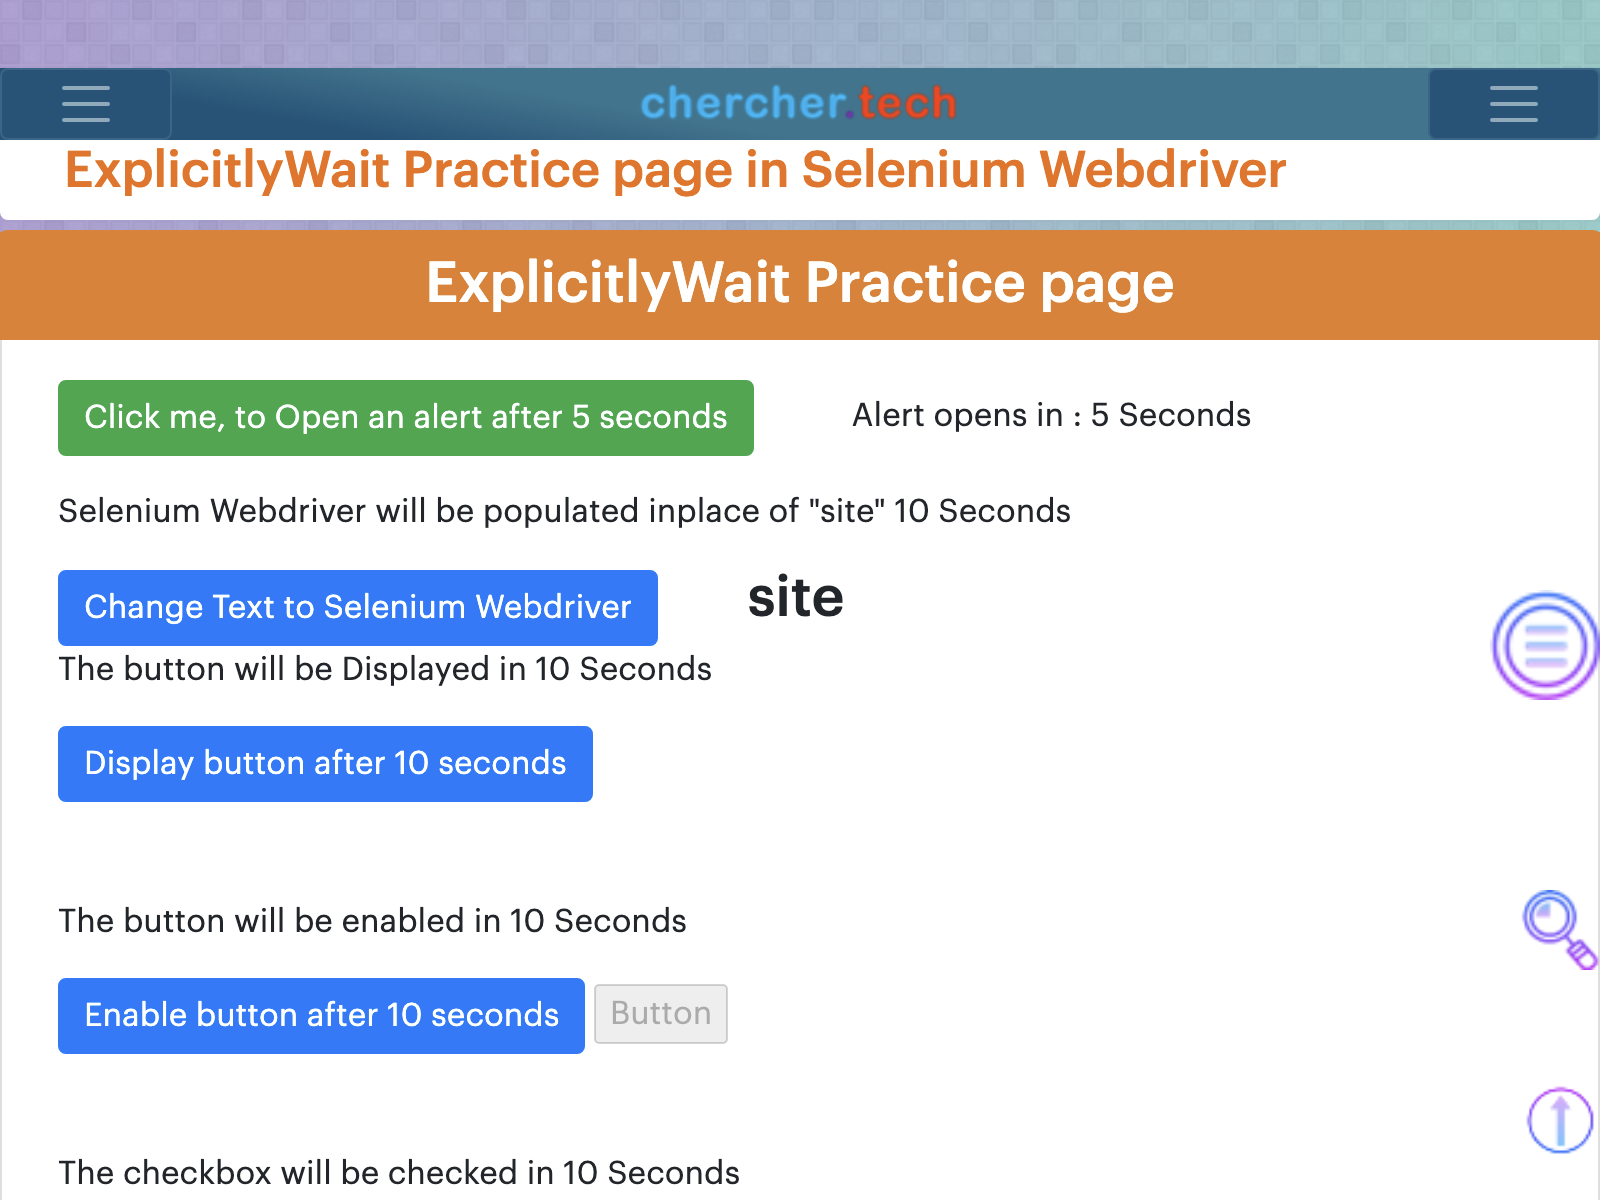 chercher.tech
ExplicitlyWait Practice page in Selenium Webdriver
ExplicitlyWait Practice page
Click me, to Open an alert after 5 seconds
Alert opens in : 5 Seconds
Selenium Webdriver will be populated inplace of "site" 10 Seconds
Change Text to Selenium Webdriver
site
The button will be Displayed in 10 Seconds
Display button after 10 seconds
The button will be enabled in 10 Seconds
Enable button after 10 seconds
Button
The checkbox will be checked in 10 Seconds